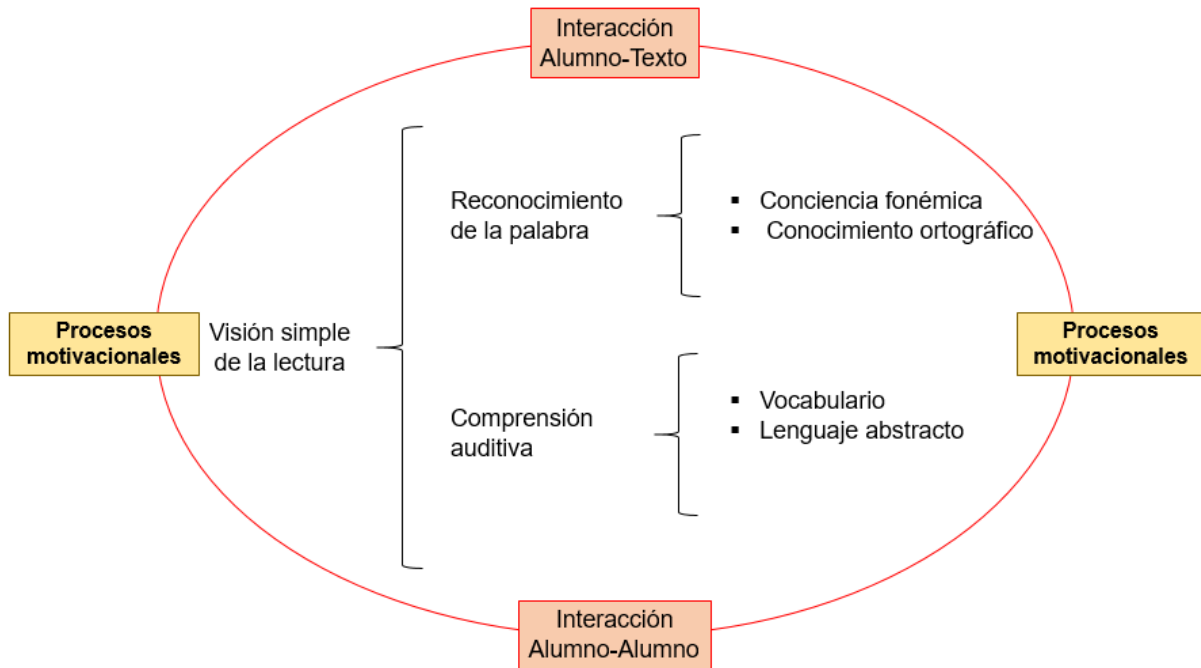 Interacción
Alumno-Texto
Reconocimiento
de la palabra
▪ Conciencia fonémica
▪ Conocimiento ortográfico
Procesos
motivacionales
Visión simple
de la lectura
Procesos
motivacionales
Comprensión
auditiva
▪ Vocabulario
▪ Lenguaje abstracto
Interacción
Alumno-Alumno